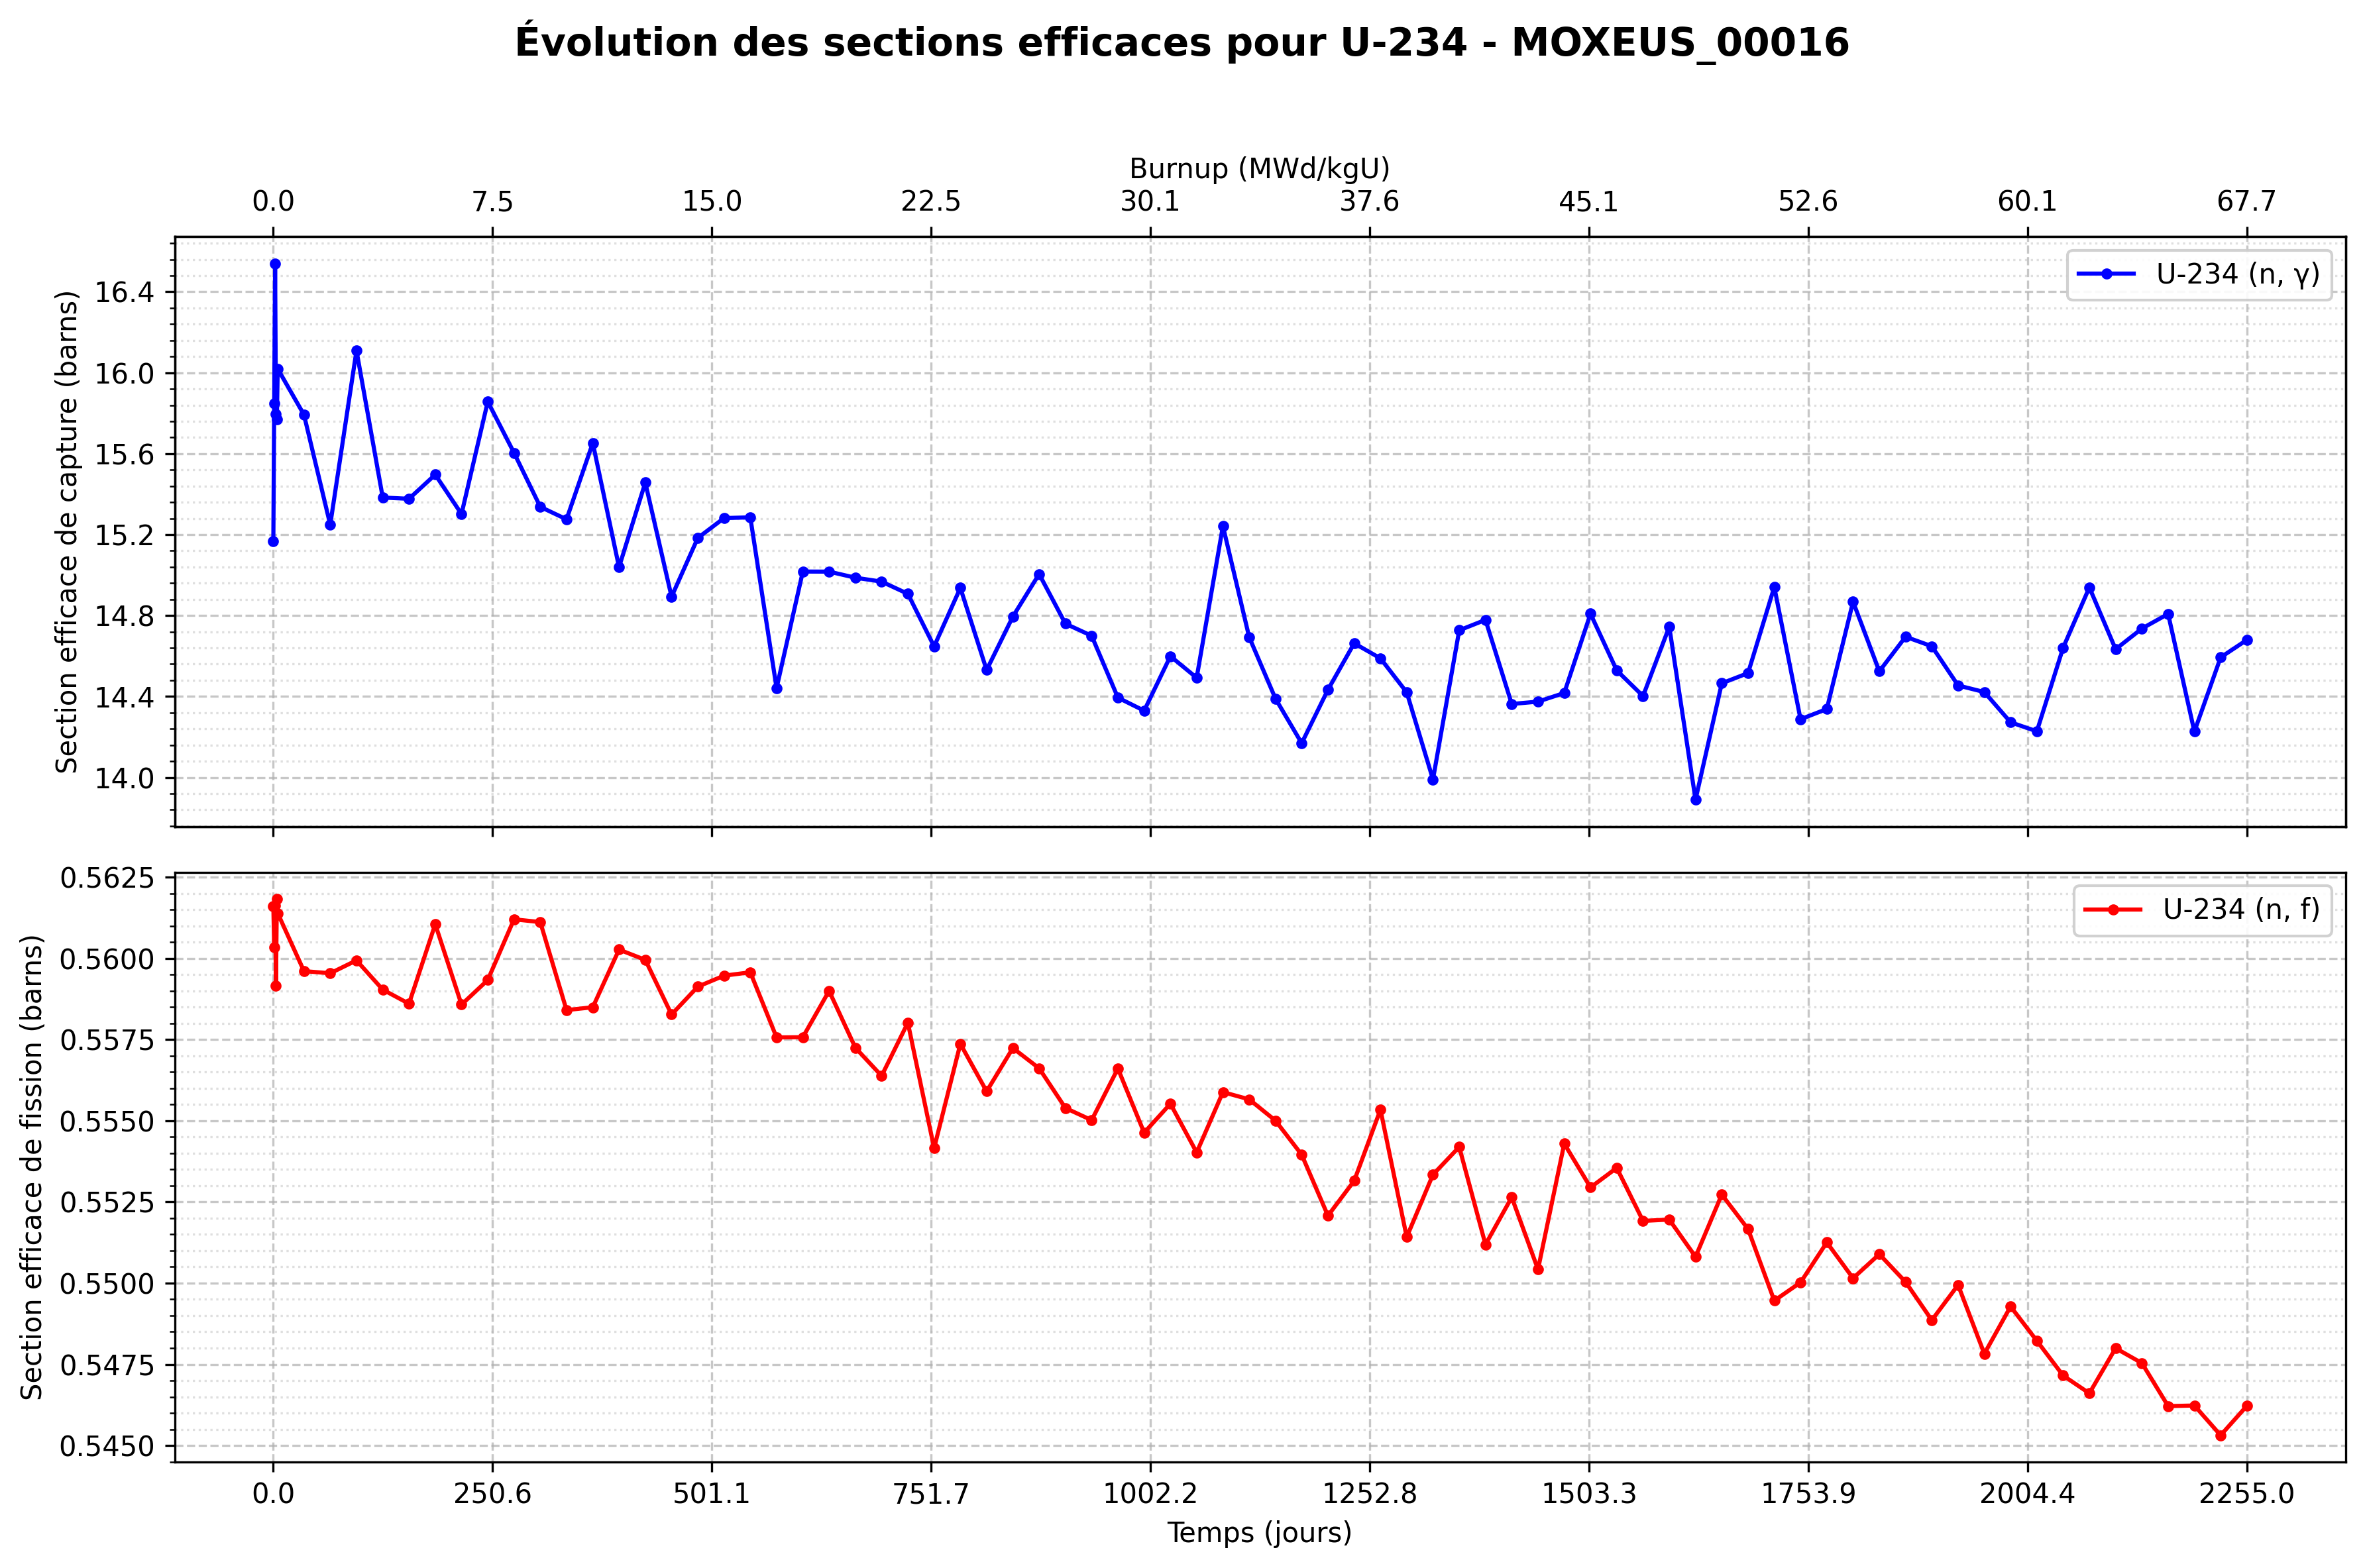 Évolution des sections efficaces pour U-234 - MOXEUS_00016
Burnup (MWd/kgU)
0.0 7.5 15.0 22.5 30.1 37.6 45.1 52.6 60.1 67.7
Section efficace de capture (barns)
16.4
16.0
15.6
15.2
14.8
14.4
14.0
U-234 (n, γ)
Section efficace de fission (barns)
0.5625
0.5600
0.5575
0.5550
0.5525
0.5500
0.5475
0.5450
U-234 (n, f)
0.0 250.6 501.1 751.7 1002.2 1252.8 1503.3 1753.9 2004.4 2255.0
Temps (jours)